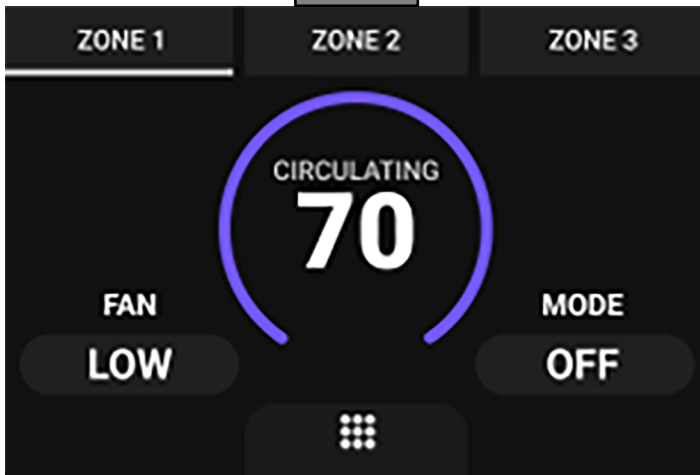 ZONE 1 ZONE 2 ZONE 3
CIRCULATING
70
FAN MODE
LOW OFF